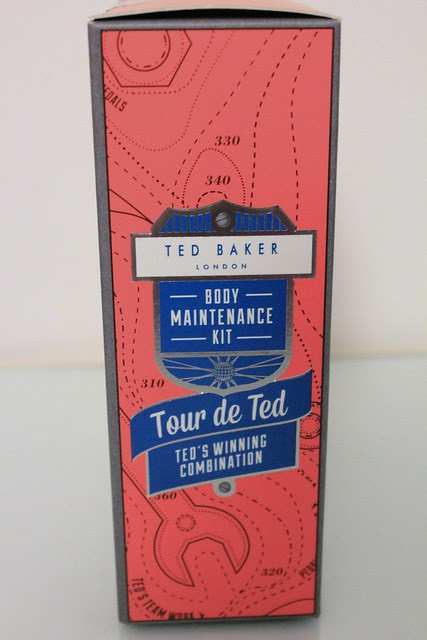 PEDALS
330
340
TED BAKER
LONDON
BODY
MAINTENANCE
KIT
310
Tour de Ted
TED'S WINNING
COMBINATION
360
320
TED'S TEAM WORK